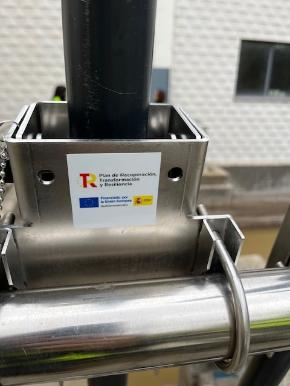 TR Plan de Recuperación,
Transformación
y Resiliencia
Financiado por
la Unión Europea